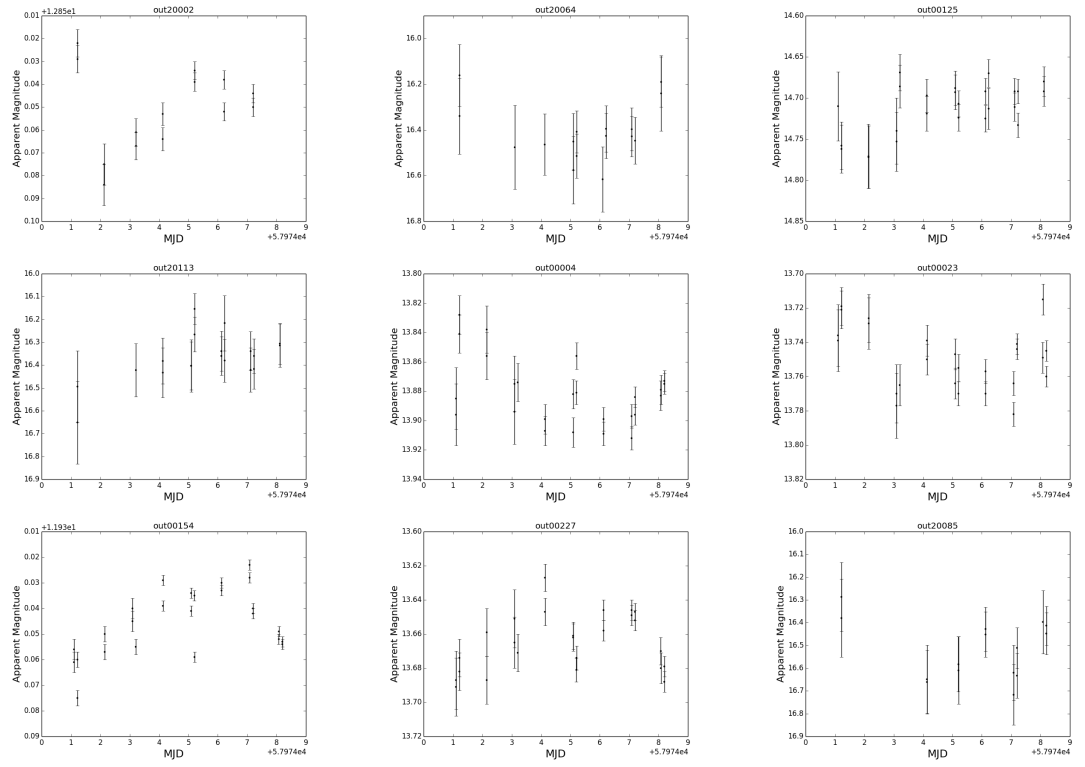 out20002
+1.285e1
0.01
0.02
0.03
0.04
0.05
0.06
0.07
0.08
0.09
0.10
Apparent Magnitude
0 1 2 3 4 5 6 7 8 9
MJD
+5.7974e4
out20064
16.0
16.2
16.4
16.6
16.8
Apparent Magnitude
0 1 2 3 4 5 6 7 8 9
MJD
+5.7974e4
out00125
14.60
14.65
14.70
14.75
14.80
14.85
Apparent Magnitude
0 1 2 3 4 5 6 7 8 9
MJD
+5.7974e4
out20113
16.0
16.1
16.2
16.3
16.4
16.5
16.6
16.7
16.8
16.9
Apparent Magnitude
0 1 2 3 4 5 6 7 8 9
MJD
+5.7974e4
out00004
13.80
13.82
13.84
13.86
13.88
13.90
13.92
13.94
Apparent Magnitude
0 1 2 3 4 5 6 7 8 9
MJD
+5.7974e4
out00023
13.70
13.72
13.74
13.76
13.78
13.80
13.82
Apparent Magnitude
0 1 2 3 4 5 6 7 8 9
MJD
+5.7974e4
out00154
+1.193e1
0.01
0.02
0.03
0.04
0.05
0.06
0.07
0.08
0.09
Apparent Magnitude
0 1 2 3 4 5 6 7 8 9
MJD
+5.7974e4
out00227
13.60
13.62
13.64
13.66
13.68
13.70
13.72
Apparent Magnitude
0 1 2 3 4 5 6 7 8 9
MJD
+5.7974e4
out20085
16.0
16.1
16.2
16.3
16.4
16.5
16.6
16.7
16.8
16.9
Apparent Magnitude
0 1 2 3 4 5 6 7 8 9
MJD
+5.7974e4